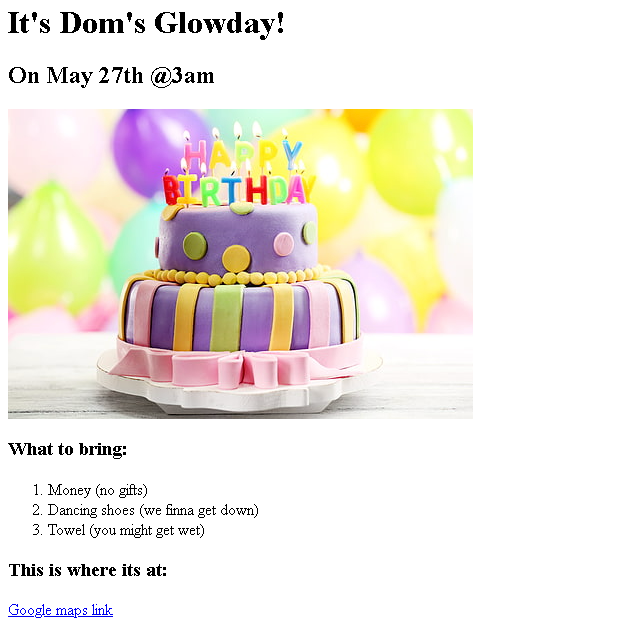 It's Dom's Glowday!
On May 27th @3am
HAPPY
BIRTHDAY
What to bring:
1. Money (no gifts)
2. Dancing shoes (we finna get down)
3. Towel (you might get wet)
This is where its at:
Google maps link